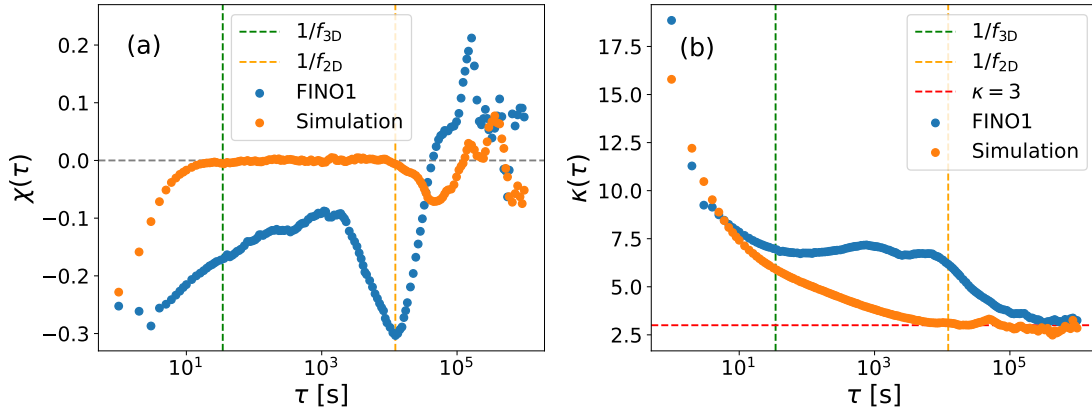 (a)
1/f3D
1/f2D
FINO1
Simulation
0.2
0.1
0.0
−0.1
−0.2
−0.3
χ(τ)
10¹
10³
10⁵
τ [s]
(b)
1/f3D
1/f2D
κ = 3
FINO1
Simulation
17.5
15.0
12.5
10.0
7.5
5.0
2.5
κ(τ)
10¹
10³
10⁵
τ [s]